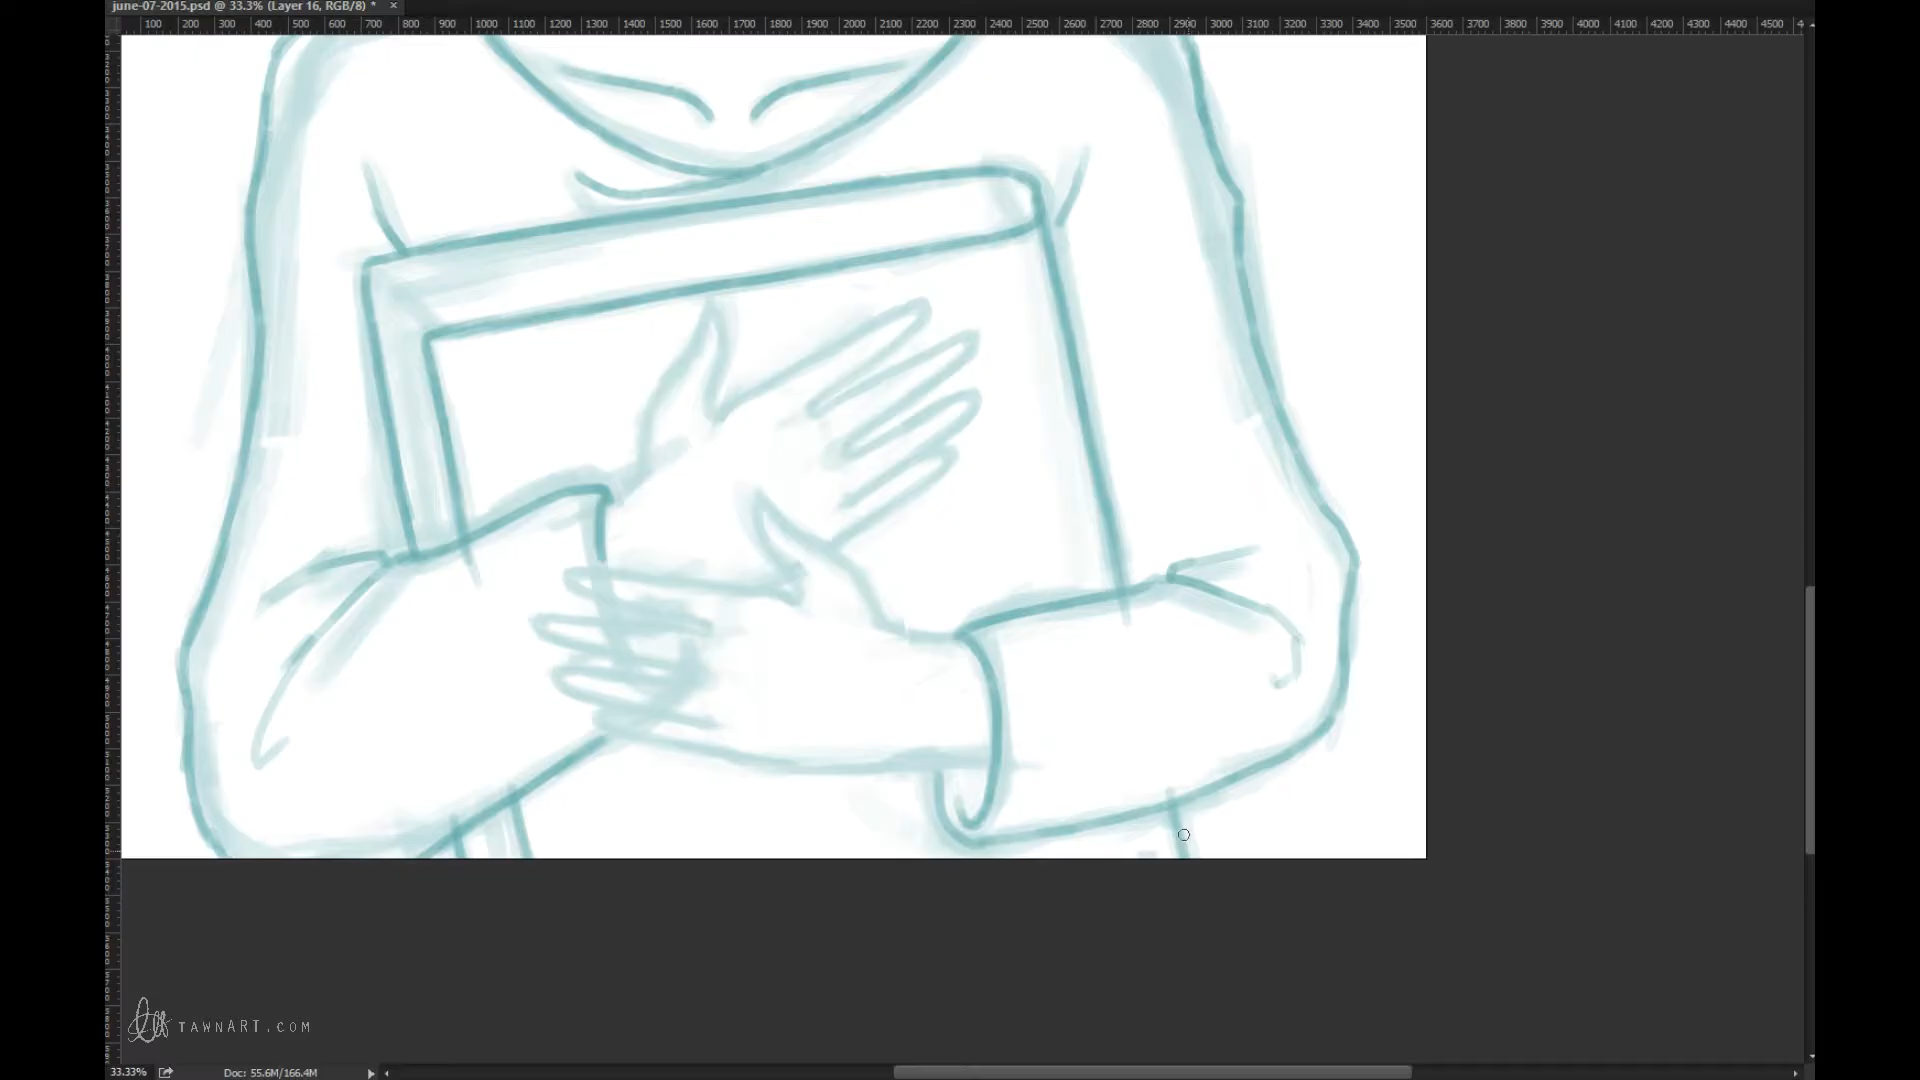 june-07-2015.psd @ 33.3% (Layer 16, RGB/8) * ×
100 200 300 400 500 600 700 800 900 1000 1100 1200 1300 1400 1500 1600 1700 1800 1900 2000 2100 2200 2300 2400 2500 2600 2700 2800 2900 3000 3100 3200 3300 3400 3500 3600 3700 3800 3900 4000 4100 4200 4300 4400 4500
TAWNART.COM
33.33% Doc: 55.6M/166.4M